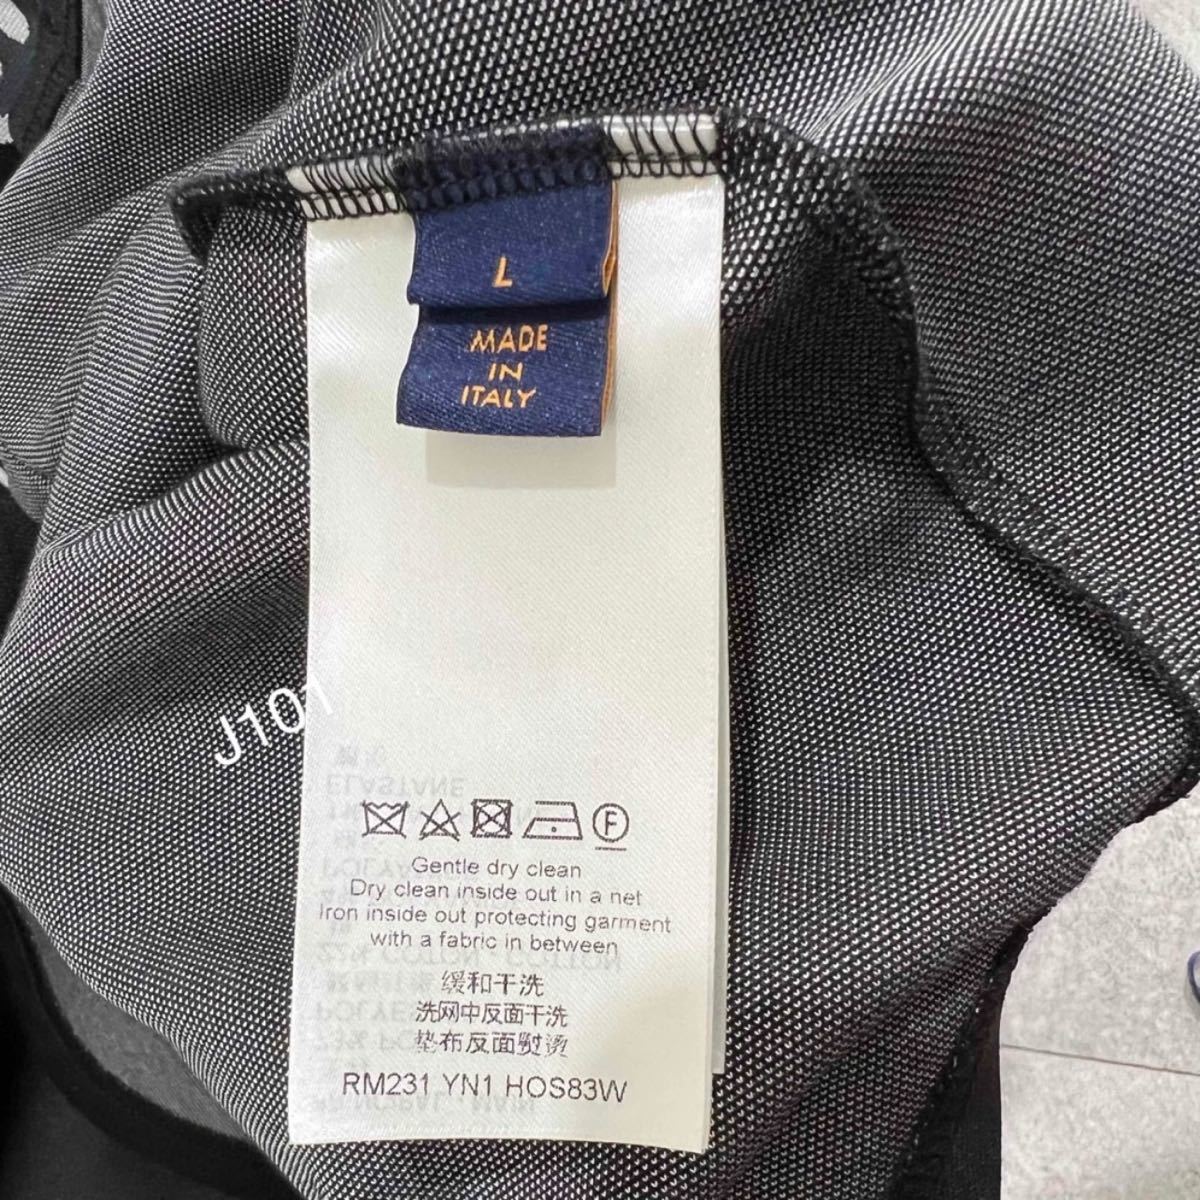 L
MADE
IN
ITALY
J101
ELASTANE
F
Gentle dry clean
Dry clean inside out in a net
Iron inside out protecting garment
with a fabric in between
缓和干洗
洗网中反面干洗
垫布反面熨烫
RM231 YN1 HOS83W